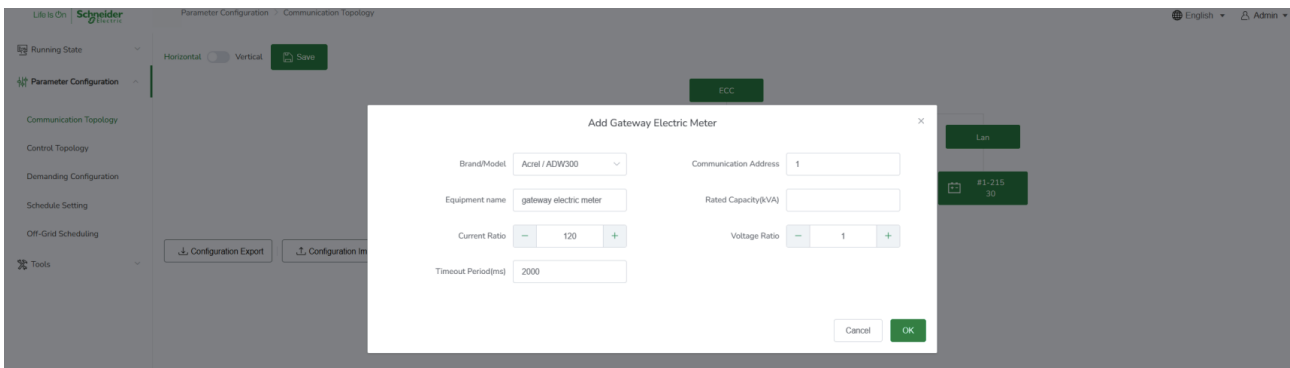 Life Is On Schneider Electric
Parameter Configuration > Communication Topology
English
Admin
Running State
Horizontal Vertical Save
Parameter Configuration
ECC
Communication Topology
Add Gateway Electric Meter
Lan
Control Topology
Brand/Model Acrel / ADW300 Communication Address 1
Demanding Configuration
#1-215
30
Equipment name gateway electric meter Rated Capacity(kVA)
Schedule Setting
Off-Grid Scheduling
Current Ratio − 120 + Voltage Ratio − 1 +
Configuration Export Configuration Im
Tools
Timeout Period(ms) 2000
Cancel OK